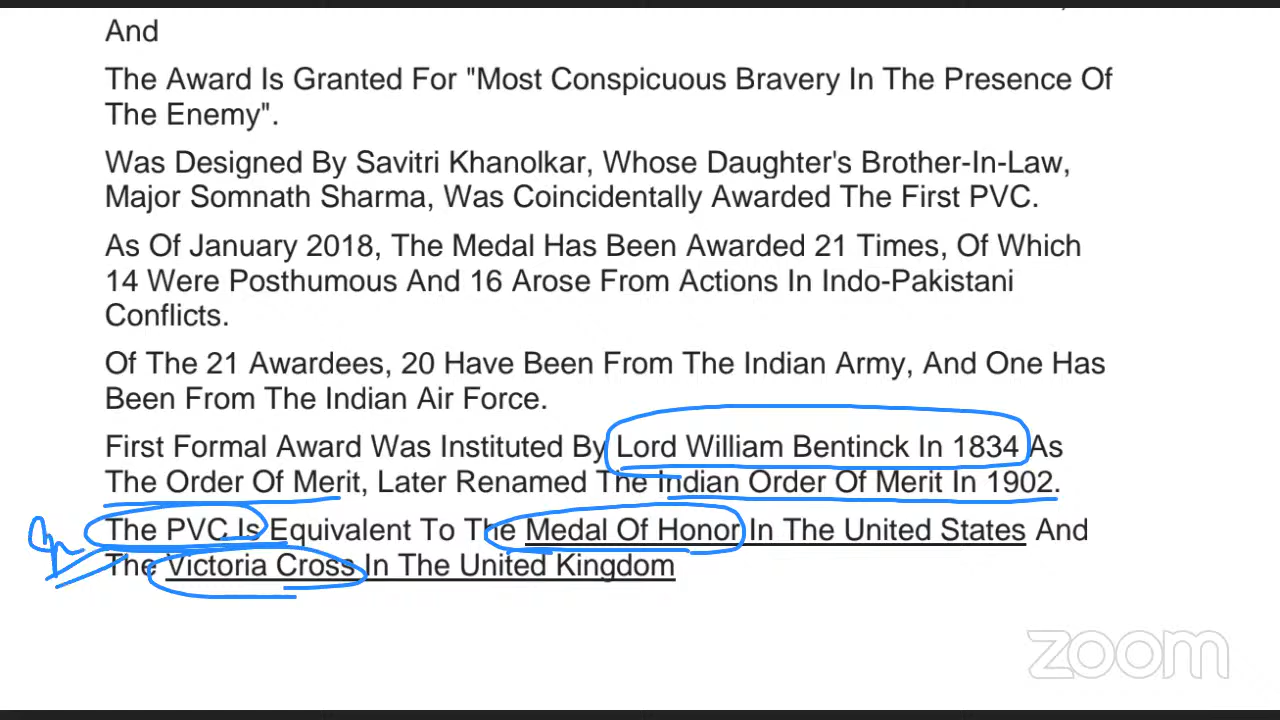 And
The Award Is Granted For "Most Conspicuous Bravery In The Presence Of
The Enemy".
Was Designed By Savitri Khanolkar, Whose Daughter's Brother-In-Law,
Major Somnath Sharma, Was Coincidentally Awarded The First PVC.
As Of January 2018, The Medal Has Been Awarded 21 Times, Of Which
14 Were Posthumous And 16 Arose From Actions In Indo-Pakistani
Conflicts.
Of The 21 Awardees, 20 Have Been From The Indian Army, And One Has
Been From The Indian Air Force.
First Formal Award Was Instituted By Lord William Bentinck In 1834 As
The Order Of Merit, Later Renamed The Indian Order Of Merit In 1902.
The PVC Is Equivalent To The Medal Of Honor In The United States And
The Victoria Cross In The United Kingdom
zoom